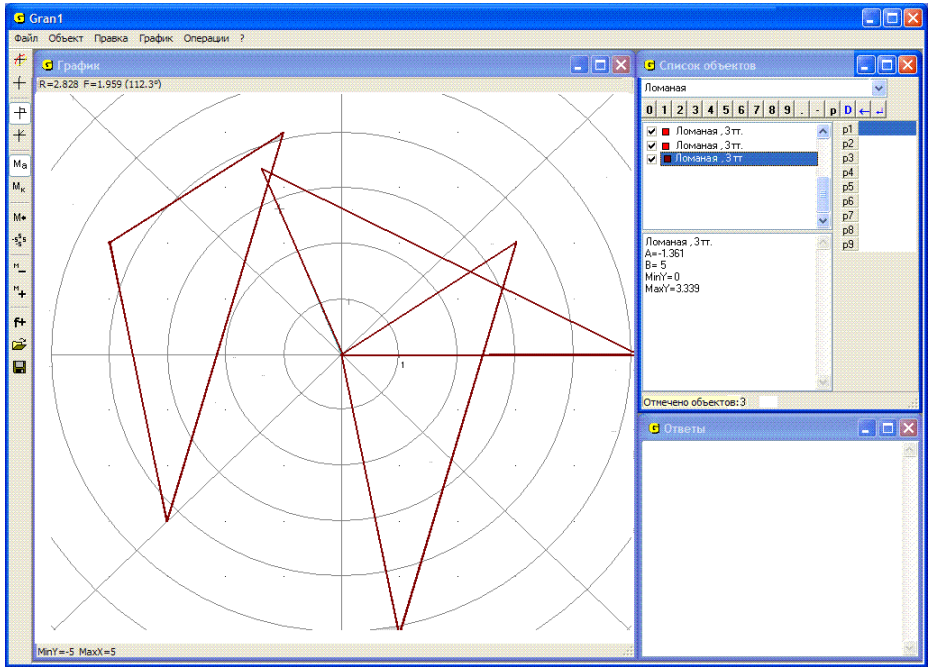 Gran1
Файл Объект Правка График Операции ?
График
R=2.828 F=1.959 (112.3°)
1
MinY=-5 MaxX=5
Список объектов
Ломаная
0 1 2 3 4 5 6 7 8 9 . - p D ← ↲
Ломаная , 3тт.
Ломаная , 3тт.
Ломаная , 3тт
p1
p2
p3
p4
p5
p6
p7
p8
p9
Ломаная , 3тт.
A=-1.361
B= 5
MinY=0
MaxY=3.339
Отмечено объектов:3
Ответы
Ма
Мк
М+
М_
М+
f+